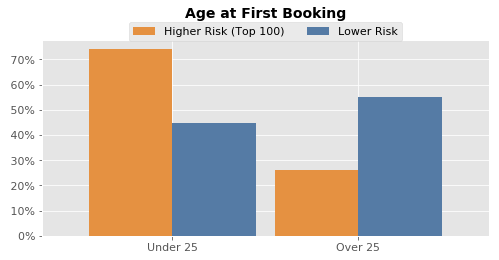 Age at First Booking
Higher Risk (Top 100) Lower Risk
70%
60%
50%
40%
30%
20%
10%
0%
Under 25 Over 25